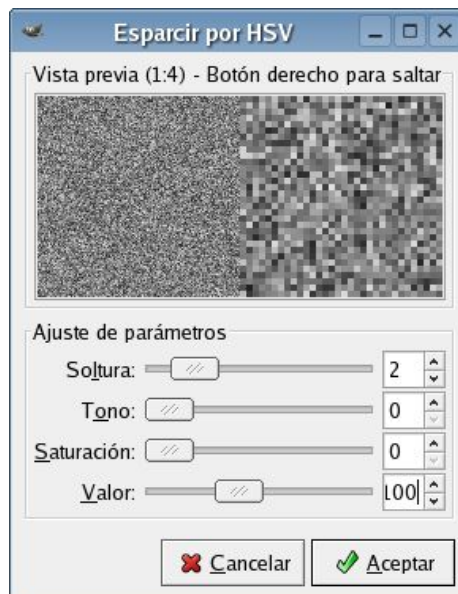 Esparcir por HSV
Vista previa (1:4) - Botón derecho para saltar
Ajuste de parámetros
Soltura: 2
Tono: 0
Saturación: 0
Valor: 100
Cancelar Aceptar